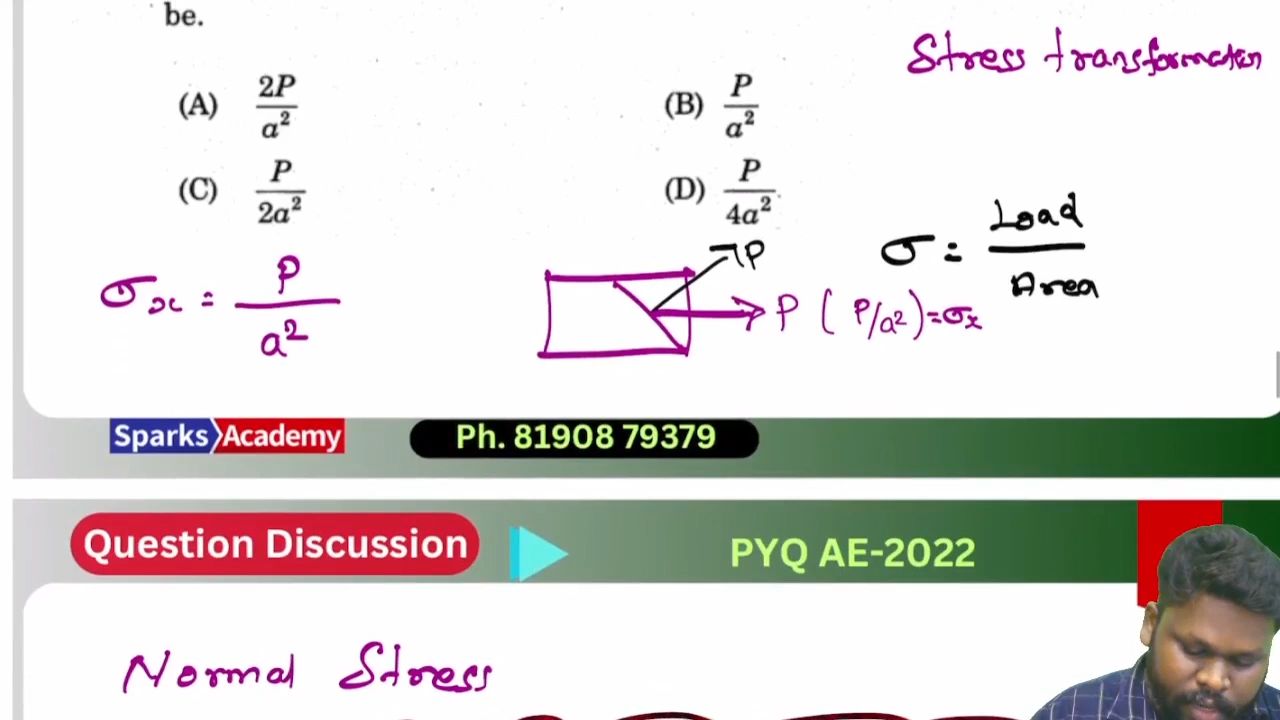 be.
Stress transformation
(A) 2P/a²
(B) P/a²
(C) P/2a²
(D) P/4a²
σx = P/a²
P
P ( P/a² ) = σx
σ = Load/Area
Sparks Academy
Ph. 81908 79379
Question Discussion
PYQ AE-2022
Normal Stress